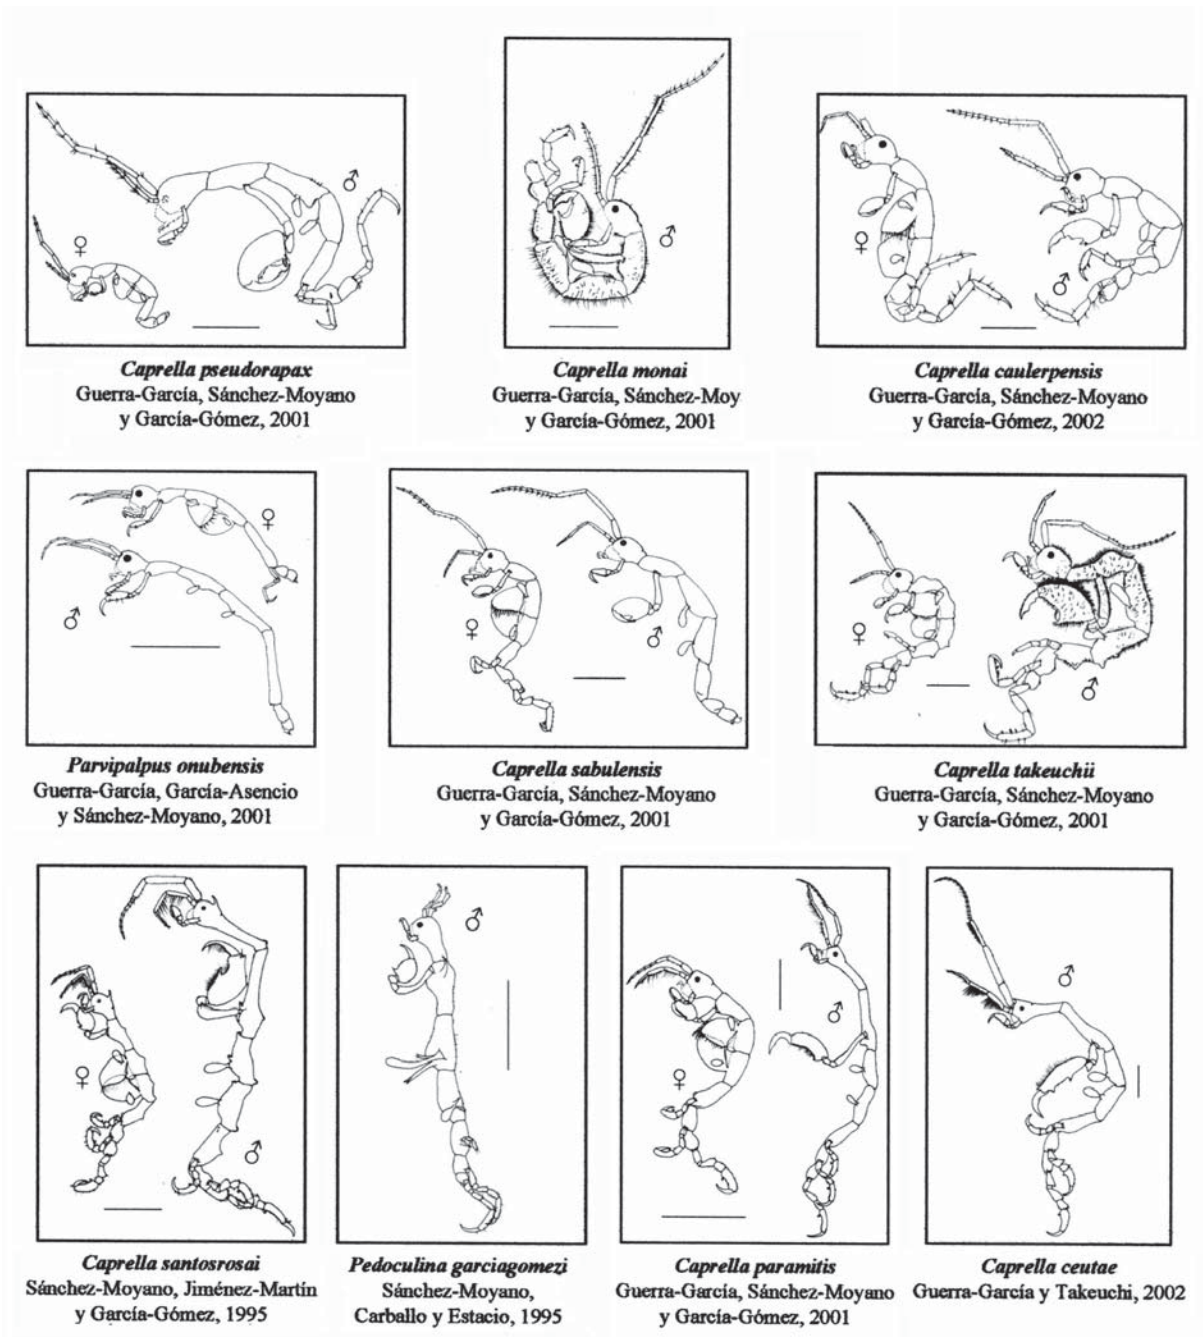 Caprella pseudorapax
Guerra-García, Sánchez-Moyano
y García-Gómez, 2001
Caprella monai
Guerra-García, Sánchez-Moy
y García-Gómez, 2001
Caprella caulerpensis
Guerra-García, Sánchez-Moyano
y García-Gómez, 2002
Parvipalpus onubensis
Guerra-García, García-Asencio
y Sánchez-Moyano, 2001
Caprella sabulensis
Guerra-García, Sánchez-Moyano
y García-Gómez, 2001
Caprella takeuchii
Guerra-García, Sánchez-Moyano
y García-Gómez, 2001
Caprella santosrosai
Sánchez-Moyano, Jiménez-Martín
y García-Gómez, 1995
Pedoculina garciagomezi
Sánchez-Moyano,
Carballo y Estacio, 1995
Caprella paramitis
Guerra-García, Sánchez-Moyano
y García-Gómez, 2001
Caprella ceutae
Guerra-García y Takeuchi, 2002